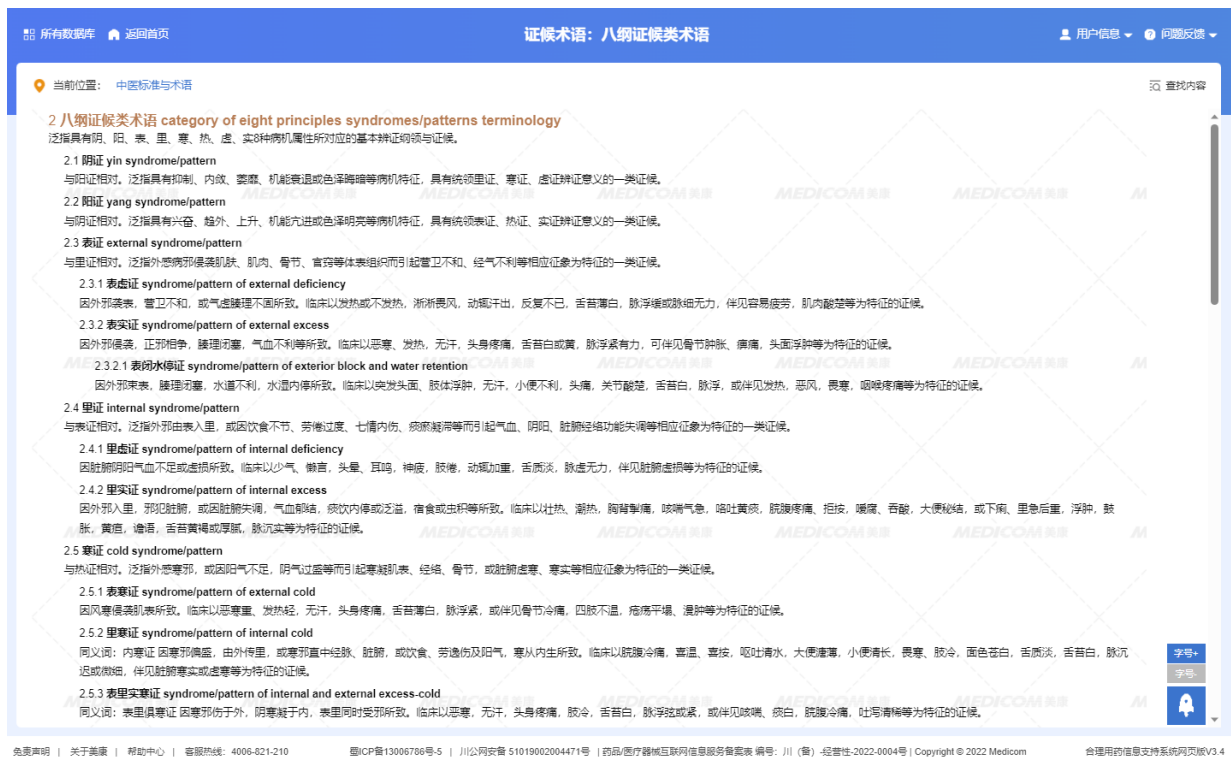 所有数据库 返回首页 证候术语：八纲证候类术语 用户信息 问题反馈
当前位置： 中医标准与术语 查找内容
2 八纲证候类术语 category of eight principles syndromes/patterns terminology
泛指具有阴、阳、表、里、寒、热、虚、实8种病机属性所对应的基本辨证纲领与证候。
2.1 阴证 yin syndrome/pattern
与阳证相对。泛指具有抑制、内敛、萎靡、机能衰退或色泽晦暗等病机特征，具有统领里证、寒证、虚证辨证意义的一类证候。
2.2 阳证 yang syndrome/pattern
与阴证相对。泛指具有兴奋、趋外、上升、机能亢进或色泽明亮等病机特征，具有统领表证、热证、实证辨证意义的一类证候。
2.3 表证 external syndrome/pattern
与里证相对。泛指外感病邪侵袭肌肤、肌肉、骨节、官窍等体表组织而引起营卫不和、经气不利等相应征象为特征的一类证候。
2.3.1 表虚证 syndrome/pattern of external deficiency
因外邪袭表，营卫不和，或气虚腠理不固所致。临床以发热或不发热，淅淅畏风，动辄汗出，反复不已，舌苔薄白，脉浮缓或脉细无力，伴见容易疲劳，肌肉酸楚等为特征的证候。
2.3.2 表实证 syndrome/pattern of external excess
因外邪侵袭，正邪相争，腠理闭塞，气血不利等所致。临床以恶寒、发热，无汗，头身疼痛，舌苔白或黄，脉浮紧有力，可伴见骨节肿胀、痹痛、头面浮肿等为特征的证候。
2.3.2.1 表闭水停证 syndrome/pattern of exterior block and water retention
因外邪束表，腠理闭塞，水道不利，水湿内停所致。临床以突发头面、肢体浮肿，无汗，小便不利，头痛，关节酸楚，舌苔白，脉浮，或伴见发热，恶风，畏寒，咽喉疼痛等为特征的证候。
2.4 里证 internal syndrome/pattern
与表证相对。泛指外邪由表入里，或因饮食不节、劳倦过度、七情内伤、痰瘀凝滞等而引起气血、阴阳、脏腑经络功能失调等相应征象为特征的一类证候。
2.4.1 里虚证 syndrome/pattern of internal deficiency
因脏腑阴阳气血不足或虚损所致。临床以少气、懒言，头晕、耳鸣，神疲，肢倦，动辄加重，舌质淡，脉虚无力，伴见脏腑虚损等为特征的证候。
2.4.2 里实证 syndrome/pattern of internal excess
因外邪入里，邪犯脏腑，或因脏腑失调，气血郁结，痰饮内停或泛溢，宿食或虫积等所致。临床以壮热、潮热，胸背掣痛，咳喘气急，咯吐黄痰，脘腹疼痛、拒按，嗳腐、吞酸，大便秘结，或下痢、里急后重，浮肿，鼓
胀，黄疸，谵语，舌苔黄褐或厚腻，脉沉实等为特征的证候。
2.5 寒证 cold syndrome/pattern
与热证相对。泛指外感寒邪，或因阳气不足，阴气过盛等而引起寒凝肌表、经络、骨节，或脏腑虚寒、寒实等相应征象为特征的一类证候。
2.5.1 表寒证 syndrome/pattern of external cold
因风寒侵袭肌表所致。临床以恶寒重、发热轻，无汗，头身疼痛，舌苔薄白，脉浮紧，或伴见骨节冷痛，四肢不温，疮疡平塌、漫肿等为特征的证候。
2.5.2 里寒证 syndrome/pattern of internal cold
同义词：内寒证 因寒邪偏盛，由外传里，或寒邪直中经脉、脏腑，或饮食、劳逸伤及阳气，寒从内生所致。临床以脘腹冷痛，喜温、喜按，呕吐清水，大便溏薄，小便清长，畏寒、肢冷，面色苍白，舌质淡，舌苔白，脉沉
迟或微细，伴见脏腑寒实或虚寒等为特征的证候。
2.5.3 表里实寒证 syndrome/pattern of internal and external excess-cold
同义词：表里俱寒证 因寒邪伤于外，阴寒凝于内，表里同时受邪所致。临床以恶寒，无汗，头身疼痛，肢冷，舌苔白，脉浮弦或紧，或伴见咳喘、痰白，脘腹冷痛，吐泻清稀等为特征的证候。
字号+
字号-
免责声明 | 关于美康 | 帮助中心 | 客服热线：4006-821-210 蜀ICP备13006786号-5 | 川公网安备 51019002004471号 | 药品/医疗器械互联网信息服务备案表 编号：川（备）-经营性-2022-0004号 | Copyright © 2022 Medicom 合理用药信息支持系统网页版V3.4
MEDICOM 美康